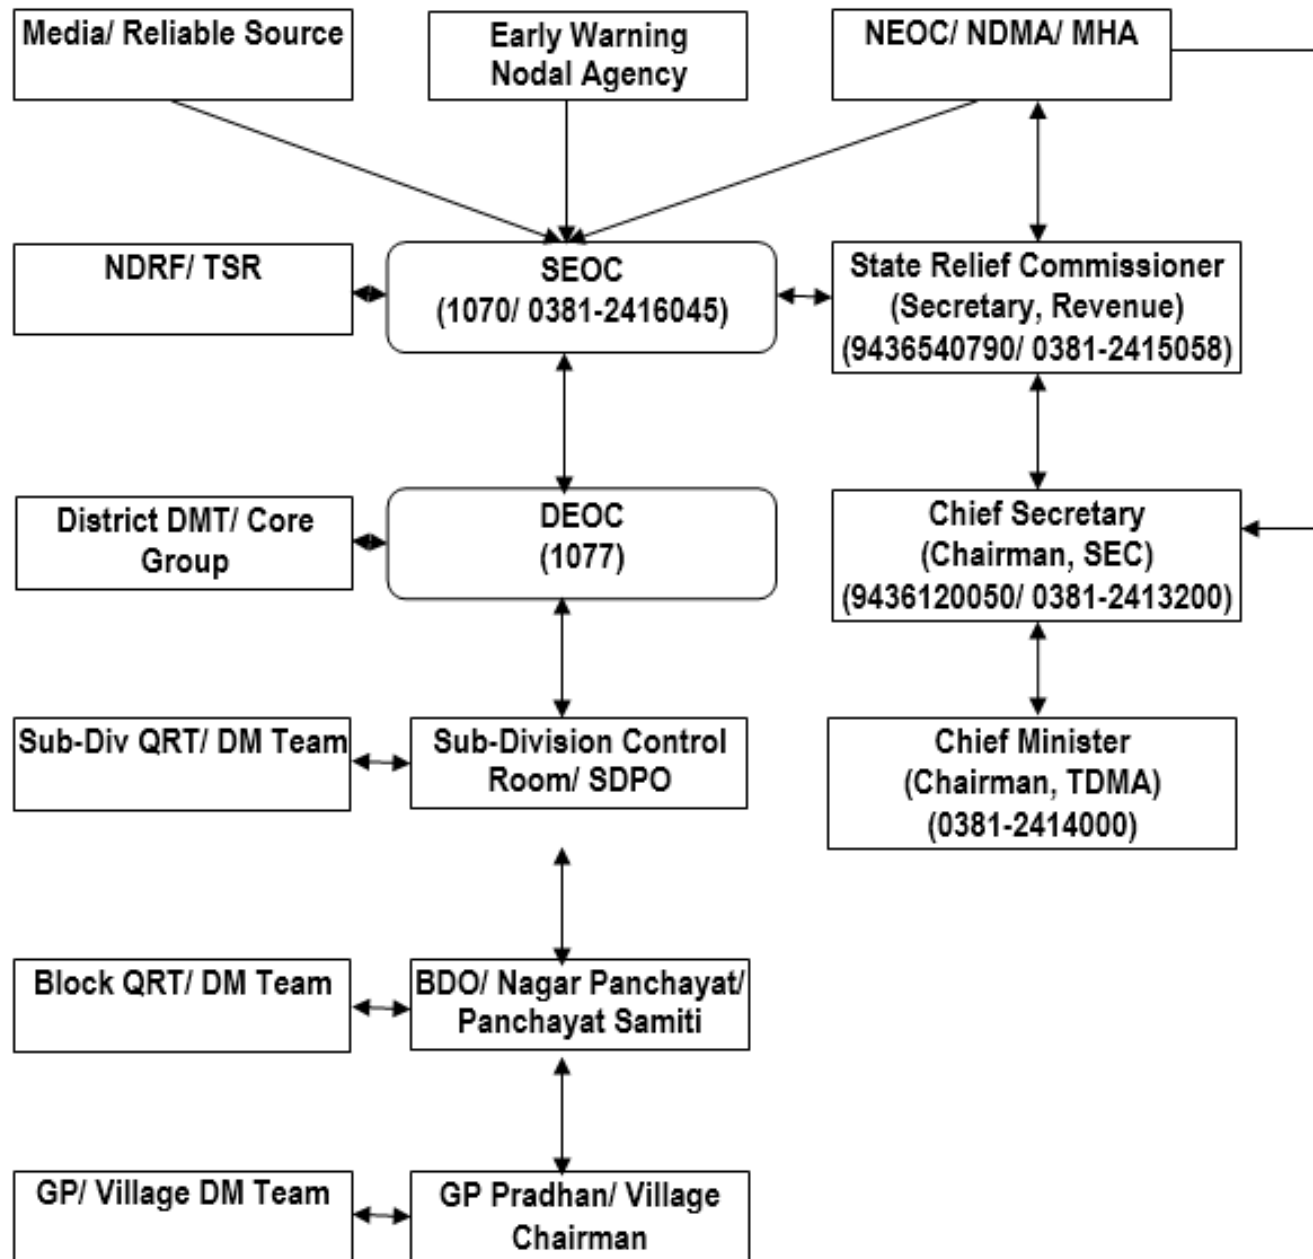 Media/ Reliable Source
Early Warning
Nodal Agency
NEOC/ NDMA/ MHA
NDRF/ TSR
SEOC
(1070/ 0381-2416045)
State Relief Commissioner
(Secretary, Revenue)
(9436540790/ 0381-2415058)
District DMT/ Core
Group
DEOC
(1077)
Chief Secretary
(Chairman, SEC)
(9436120050/ 0381-2413200)
Sub-Div QRT/ DM Team
Sub-Division Control
Room/ SDPO
Chief Minister
(Chairman, TDMA)
(0381-2414000)
Block QRT/ DM Team
BDO/ Nagar Panchayat/
Panchayat Samiti
GP/ Village DM Team
GP Pradhan/ Village
Chairman